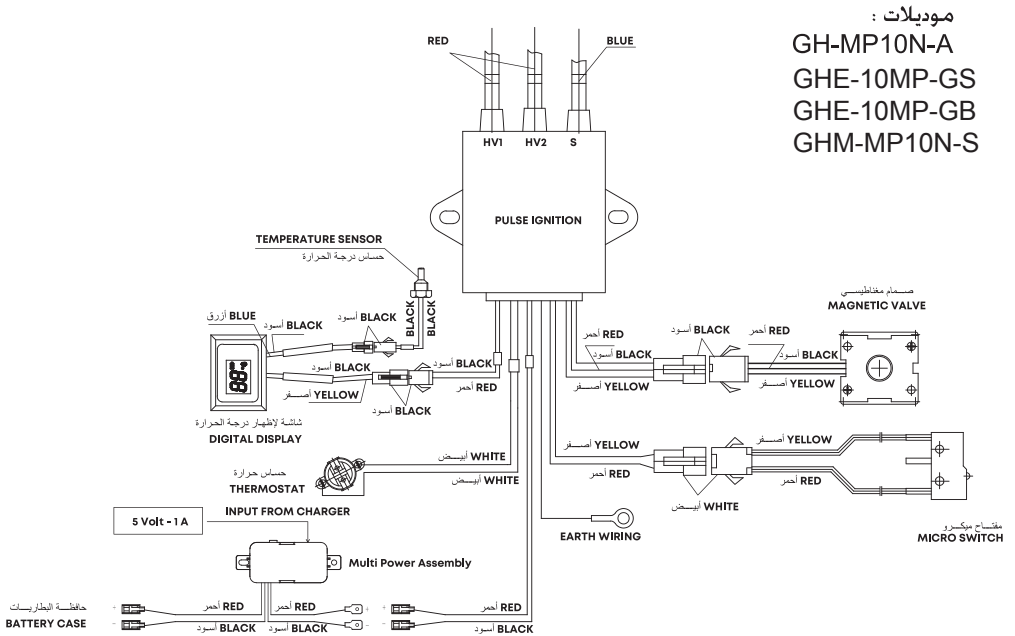 موديلات :
GH-MP10N-A
GHE-10MP-GS
GHE-10MP-GB
GHM-MP10N-S
RED
BLUE
HV1
HV2
S
PULSE IGNITION
TEMPERATURE SENSOR
حساس درجة الحرارة
BLACK
BLACK
أزرق BLUE
أسود BLACK
أسود BLACK
أسود BLACK
أسود BLACK
أصفر YELLOW
أحمر RED
أسود BLACK
شاشة لإظهار درجة الحرارة
DIGITAL DISPLAY
صمام مغناطيسي
MAGNETIC VALVE
أحمر RED
أسود BLACK
أسود BLACK
أحمر RED
أسود BLACK
أصفر YELLOW
أصفر YELLOW
حساس حرارة
THERMOSTAT
أبيض WHITE
أبيض WHITE
أصفر YELLOW
أحمر RED
أصفر YELLOW
أحمر RED
أبيض WHITE
مفتاح ميكرو
MICRO SWITCH
EARTH WIRING
INPUT FROM CHARGER
5 Volt - 1 A
Multi Power Assembly
حافظة البطاريات
BATTERY CASE
+
-
أحمر RED
أسود BLACK
أحمر RED
أسود BLACK
+
-
+
-
أحمر RED
أسود BLACK